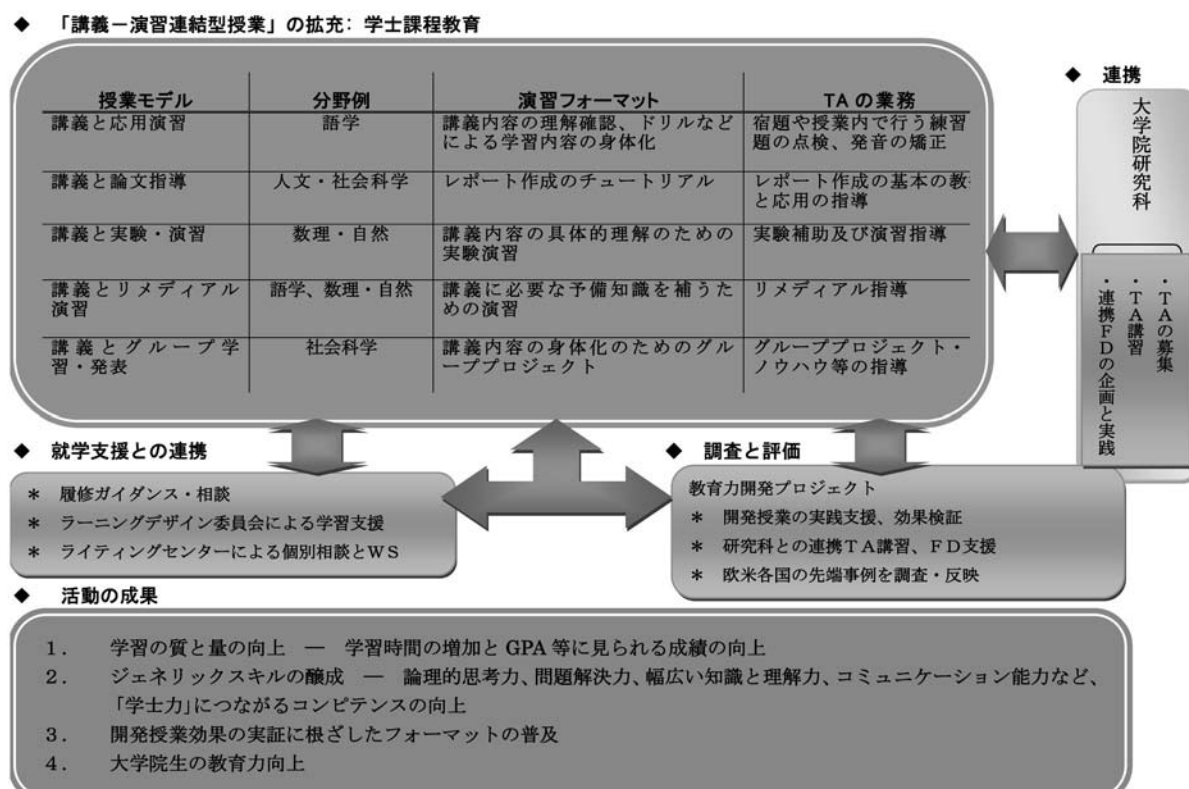 ◆ 「講義－演習連結型授業」の拡充: 学士課程教育
授業モデル 分野例 演習フォーマット TA の業務
講義と応用演習 語学 講義内容の理解確認、ドリルなど 宿題や授業内で行う練習
による学習内容の身体化 題の点検、発音の矯正
講義と論文指導 人文・社会科学 レポート作成のチュートリアル レポート作成の基本の教
と応用の指導
講義と実験・演習 数理・自然 講義内容の具体的理解のための 実験補助及び演習指導
実験演習
講義とリメディアル 語学、数理・自然 講義に必要な予備知識を補うた リメディアル指導
演習 めの演習
講義とグループ学 社会科学 講義内容の身体化のためのグル グループプロジェクト・
習・発表 ーププロジェクト ノウハウ等の指導
◆ 連携
大学院研究科
・TAの募集
・TA講習
・連携FDの企画と実践
◆ 就学支援との連携
＊ 履修ガイダンス・相談
＊ ラーニングデザイン委員会による学習支援
＊ ライティングセンターによる個別相談とWS
◆ 調査と評価
教育力開発プロジェクト
＊ 開発授業の実践支援、効果検証
＊ 研究科との連携TA講習、FD支援
＊ 欧米各国の先端事例を調査・反映
◆ 活動の成果
1. 学習の質と量の向上 ― 学習時間の増加と GPA 等に見られる成績の向上
2. ジェネリックスキルの醸成 ― 論理的思考力、問題解決力、幅広い知識と理解力、コミュニケーション能力など、
「学士力」につながるコンピテンスの向上
3. 開発授業効果の実証に根ざしたフォーマットの普及
4. 大学院生の教育力向上